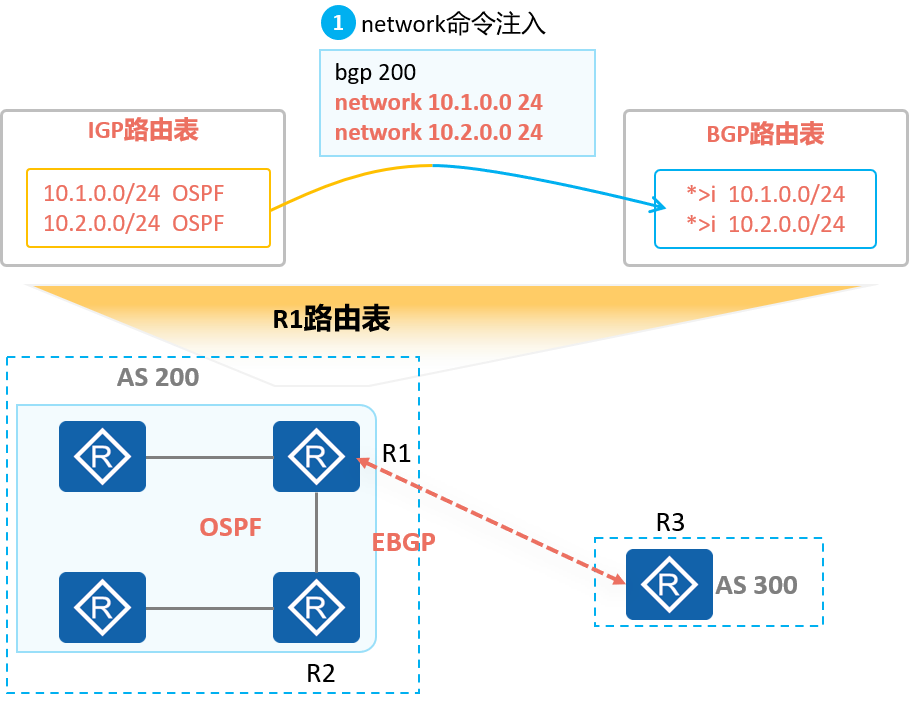 1 network命令注入
bgp 200
network 10.1.0.0 24
network 10.2.0.0 24
IGP路由表
10.1.0.0/24 OSPF
10.2.0.0/24 OSPF
BGP路由表
*>i 10.1.0.0/24
*>i 10.2.0.0/24
R1路由表
AS 200
R
R
R1
OSPF
EBGP
R
R
R2
R3
R
AS 300